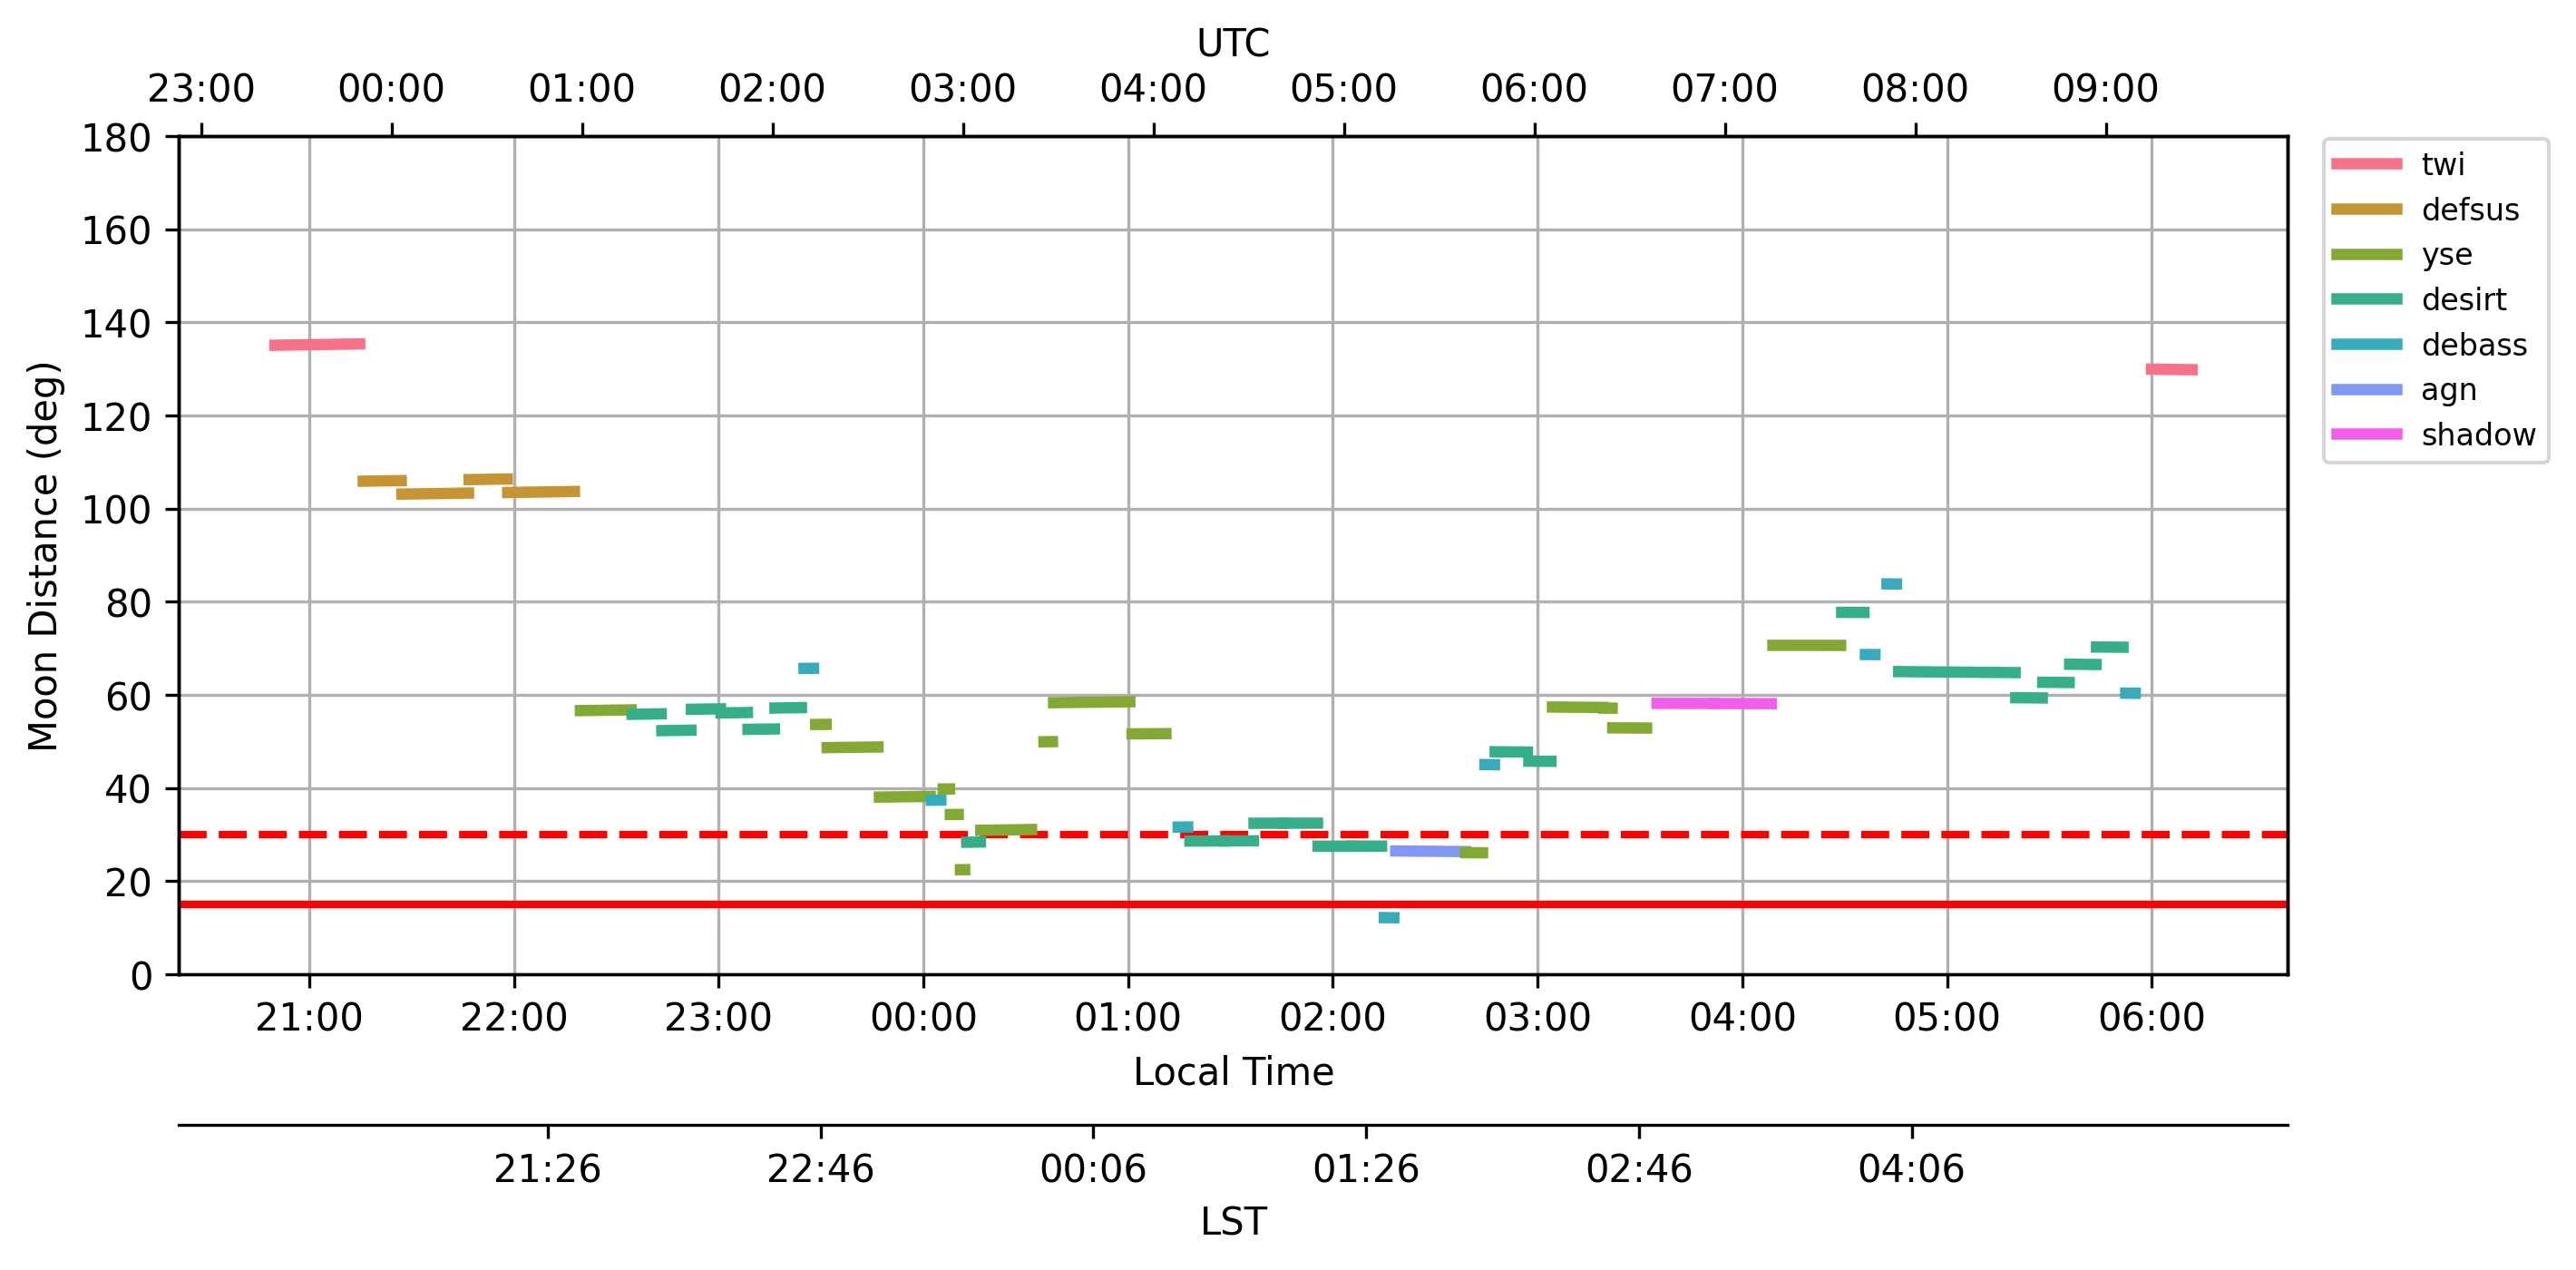 UTC
23:00 00:00 01:00 02:00 03:00 04:00 05:00 06:00 07:00 08:00 09:00
Moon Distance (deg)
180
160
140
120
100
80
60
40
20
0
twi
defsus
yse
desirt
debass
agn
shadow
21:00 22:00 23:00 00:00 01:00 02:00 03:00 04:00 05:00 06:00
Local Time
21:26 22:46 00:06 01:26 02:46 04:06
LST